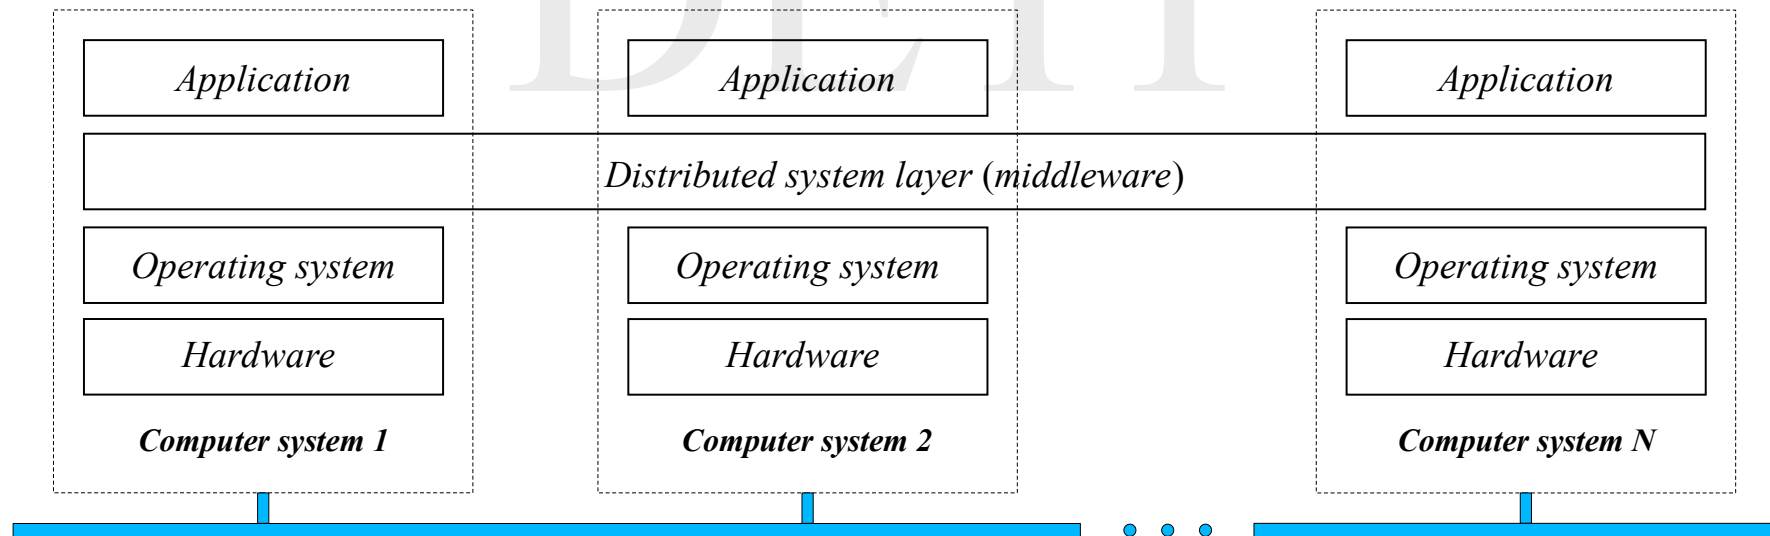 DETI
Application Application Application
Distributed system layer (middleware)
Operating system Operating system Operating system
Hardware Hardware Hardware
Computer system 1 Computer system 2 Computer system N